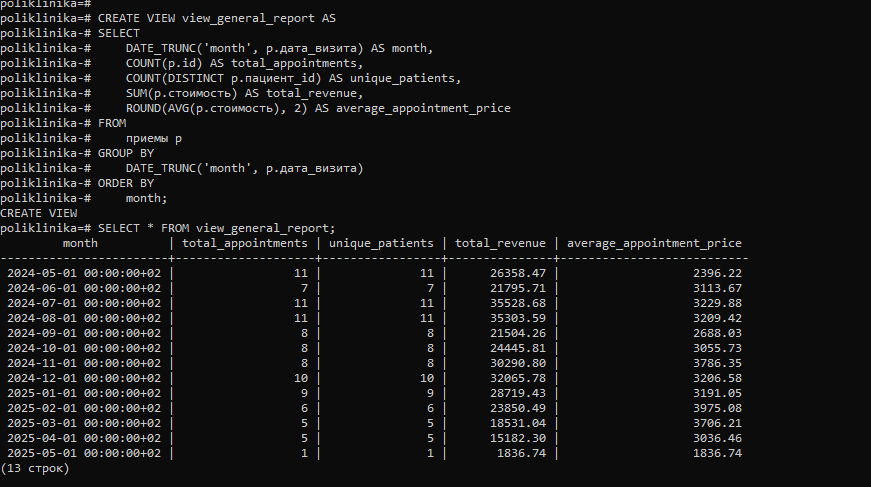 poliklinika=#
poliklinika=# CREATE VIEW view_general_report AS
poliklinika-# SELECT
poliklinika-#     DATE_TRUNC('month', p.дата_визита) AS month,
poliklinika-#     COUNT(p.id) AS total_appointments,
poliklinika-#     COUNT(DISTINCT p.пациент_id) AS unique_patients,
poliklinika-#     SUM(p.стоимость) AS total_revenue,
poliklinika-#     ROUND(AVG(p.стоимость), 2) AS average_appointment_price
poliklinika-# FROM
poliklinika-#     приемы p
poliklinika-# GROUP BY
poliklinika-#     DATE_TRUNC('month', p.дата_визита)
poliklinika-# ORDER BY
poliklinika-#     month;
CREATE VIEW
poliklinika=# SELECT * FROM view_general_report;
         month          | total_appointments | unique_patients | total_revenue | average_appointment_price
------------------------+--------------------+-----------------+---------------+---------------------------
 2024-05-01 00:00:00+02 |                 11 |              11 |      26358.47 |                   2396.22
 2024-06-01 00:00:00+02 |                  7 |               7 |      21795.71 |                   3113.67
 2024-07-01 00:00:00+02 |                 11 |              11 |      35528.68 |                   3229.88
 2024-08-01 00:00:00+02 |                 11 |              11 |      35303.59 |                   3209.42
 2024-09-01 00:00:00+02 |                  8 |               8 |      21504.26 |                   2688.03
 2024-10-01 00:00:00+02 |                  8 |               8 |      24445.81 |                   3055.73
 2024-11-01 00:00:00+02 |                  8 |               8 |      30290.80 |                   3786.35
 2024-12-01 00:00:00+02 |                 10 |              10 |      32065.78 |                   3206.58
 2025-01-01 00:00:00+02 |                  9 |               9 |      28719.43 |                   3191.05
 2025-02-01 00:00:00+02 |                  6 |               6 |      23850.49 |                   3975.08
 2025-03-01 00:00:00+02 |                  5 |               5 |      18531.04 |                   3706.21
 2025-04-01 00:00:00+02 |                  5 |               5 |      15182.30 |                   3036.46
 2025-05-01 00:00:00+02 |                  1 |               1 |       1836.74 |                   1836.74
(13 строк)